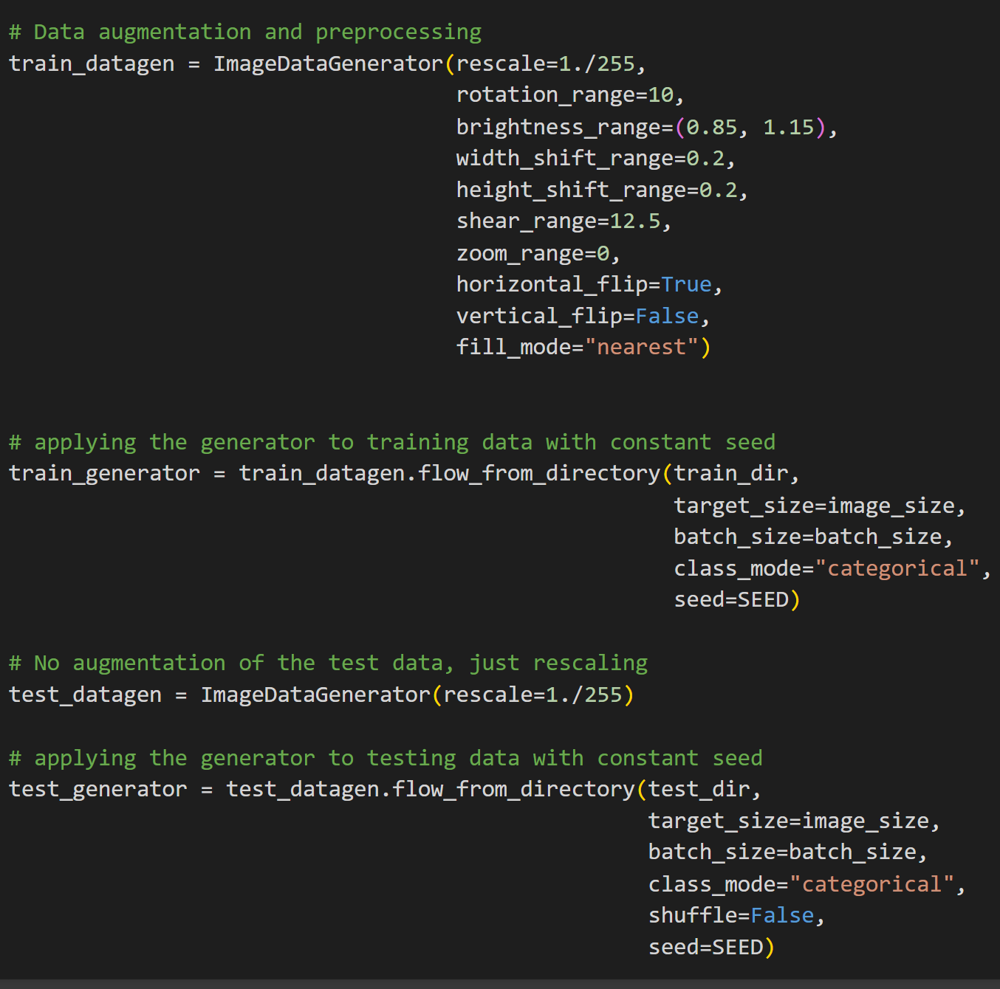 # Data augmentation and preprocessing
train_datagen = ImageDataGenerator(rescale=1./255,
rotation_range=10,
brightness_range=(0.85, 1.15),
width_shift_range=0.2,
height_shift_range=0.2,
shear_range=12.5,
zoom_range=0,
horizontal_flip=True,
vertical_flip=False,
fill_mode="nearest")
# applying the generator to training data with constant seed
train_generator = train_datagen.flow_from_directory(train_dir,
target_size=image_size,
batch_size=batch_size,
class_mode="categorical",
seed=SEED)
# No augmentation of the test data, just rescaling
test_datagen = ImageDataGenerator(rescale=1./255)
# applying the generator to testing data with constant seed
test_generator = test_datagen.flow_from_directory(test_dir,
target_size=image_size,
batch_size=batch_size,
class_mode="categorical",
shuffle=False,
seed=SEED)